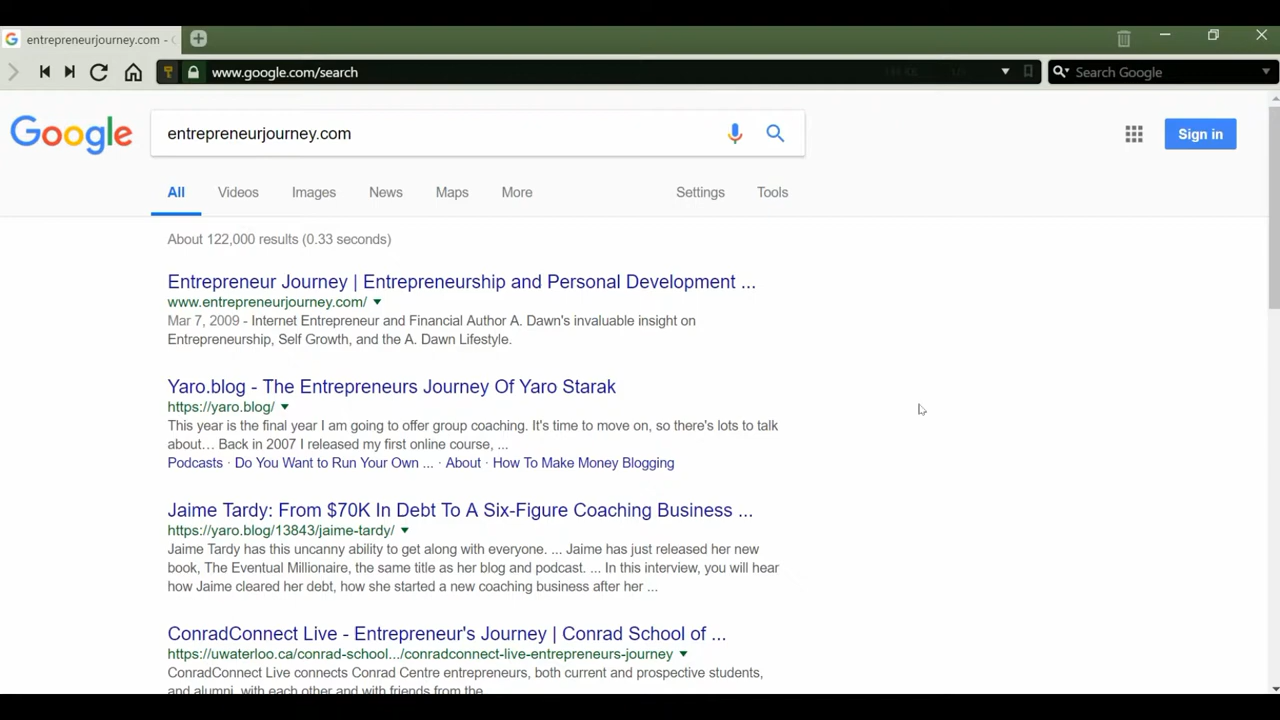 entrepreneurjourney.com -
www.google.com/search
Search Google
Google
entrepreneurjourney.com
Sign in
All Videos Images News Maps More Settings Tools
About 122,000 results (0.33 seconds)
Entrepreneur Journey | Entrepreneurship and Personal Development ...
www.entrepreneurjourney.com/
Mar 7, 2009 - Internet Entrepreneur and Financial Author A. Dawn's invaluable insight on
Entrepreneurship, Self Growth, and the A. Dawn Lifestyle.
Yaro.blog - The Entrepreneurs Journey Of Yaro Starak
https://yaro.blog/
This year is the final year I am going to offer group coaching. It's time to move on, so there's lots to talk
about… Back in 2007 I released my first online course, ...
Podcasts · Do You Want to Run Your Own ... · About · How To Make Money Blogging
Jaime Tardy: From $70K In Debt To A Six-Figure Coaching Business ...
https://yaro.blog/13843/jaime-tardy/
Jaime Tardy has this uncanny ability to get along with everyone. ... Jaime has just released her new
book, The Eventual Millionaire, the same title as her blog and podcast. ... In this interview, you will hear
how Jaime cleared her debt, how she started a new coaching business after her ...
ConradConnect Live - Entrepreneur's Journey | Conrad School of ...
https://uwaterloo.ca/conrad-school.../conradconnect-live-entrepreneurs-journey
ConradConnect Live connects Conrad Centre entrepreneurs, both current and prospective students,
and alumni, with each other and with friends from the